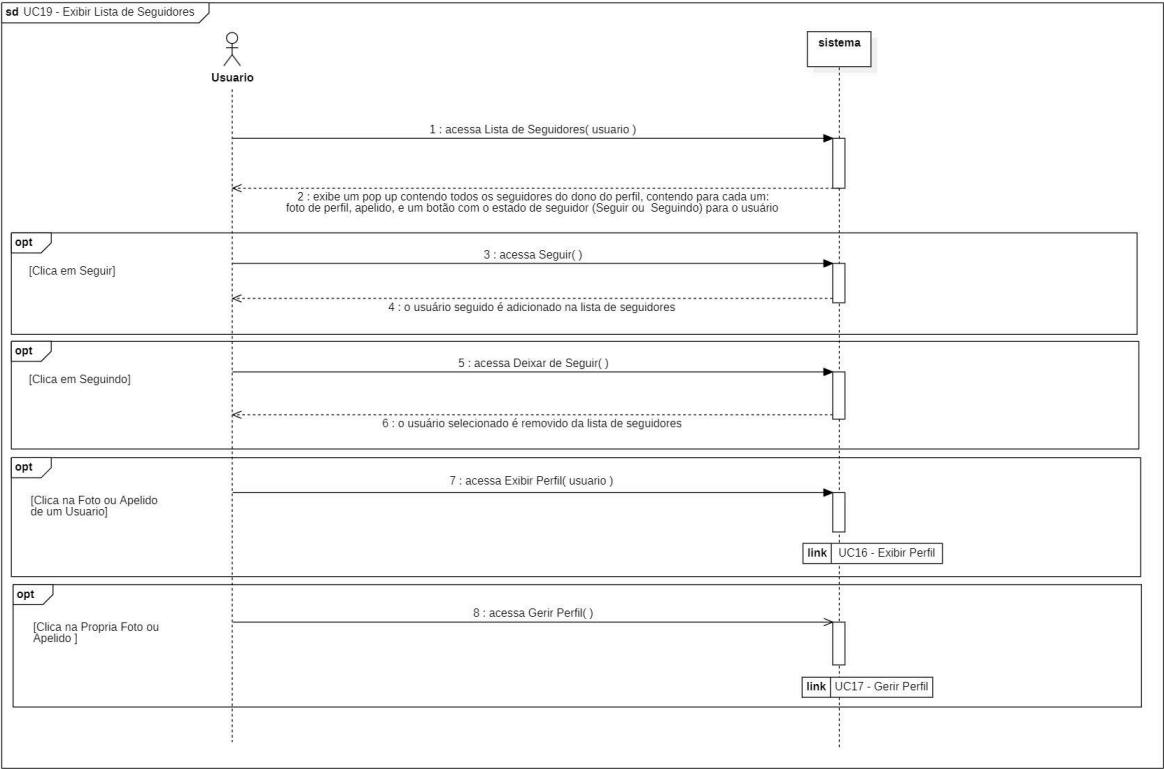 sd UC19 - Exibir Lista de Seguidores
sistema
Usuario
1 : acessa Lista de Seguidores( usuario )
2 : exibe um pop up contendo todos os seguidores do dono do perfil, contendo para cada um:
foto de perfil, apelido, e um botão com o estado de seguidor (Seguir ou  Seguindo) para o usuário
opt
3 : acessa Seguir( )
[Clica em Seguir]
4 : o usuário seguido é adicionado na lista de seguidores
opt
5 : acessa Deixar de Seguir( )
[Clica em Seguindo]
6 : o usuário selecionado é removido da lista de seguidores
opt
7 : acessa Exibir Perfil( usuario )
[Clica na Foto ou Apelido
de um Usuario]
link UC16 - Exibir Perfil
opt
8 : acessa Gerir Perfil( )
[Clica na Propria Foto ou
Apelido ]
link UC17 - Gerir Perfil